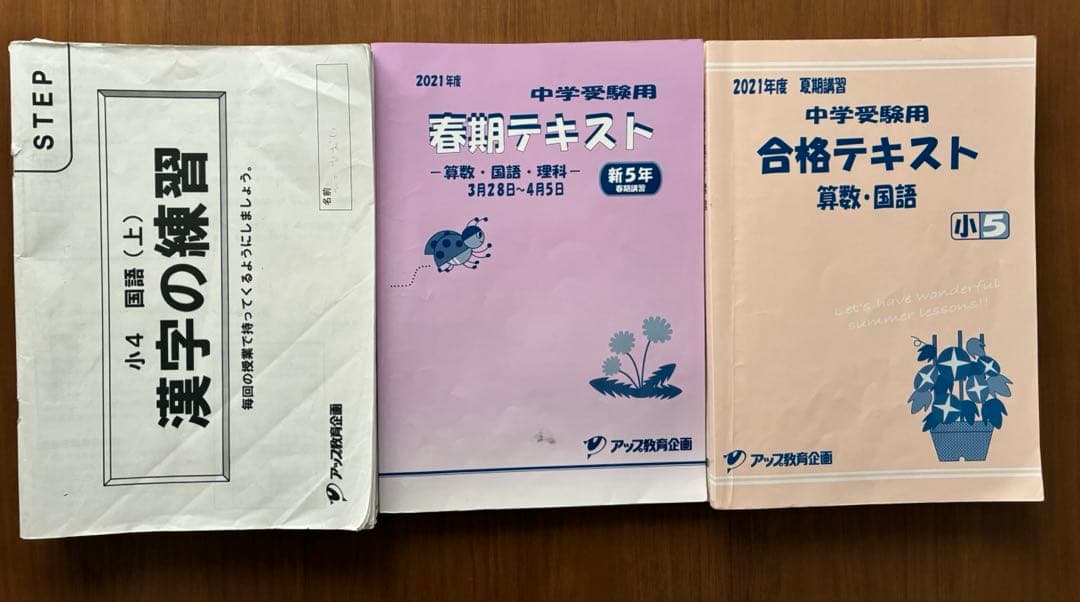 STEP
小4 国語(上)
漢字の練習
毎回の授業で持ってくるようにしましょう。
名前
アップ教育企画
2021年度
中学受験用
春期テキスト
－算数・国語・理科－
3月28日～4月5日
新5年
春期講習
アップ教育企画
2021年度 夏期講習
中学受験用
合格テキスト
算数・国語
小5
Let's have wonderful
summer lessons!!
アップ教育企画